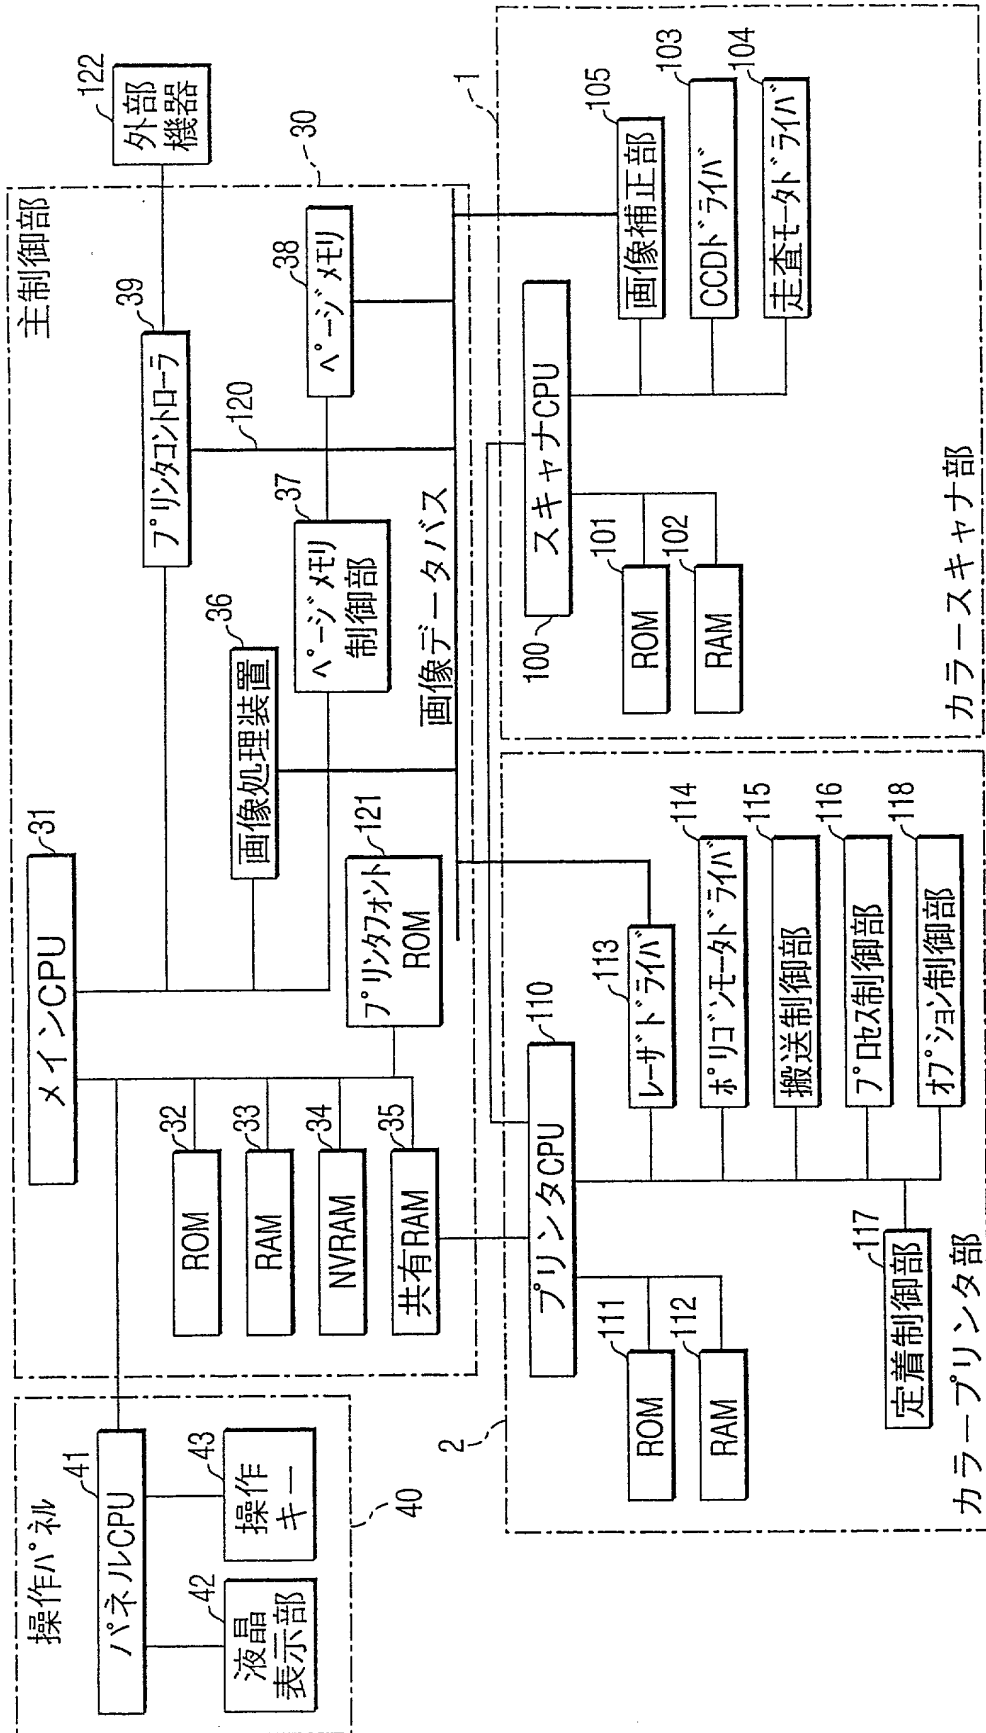 操作パネル
パネルCPU
41
液晶
表示部
42
操作
キー
43
40
主制御部
30
メインCPU
31
ROM
32
RAM
33
NVRAM
34
共有RAM
35
プリンタフォント
ROM
121
画像処理装置
36
ページメモリ
制御部
37
ページメモリ
38
プリンタコントローラ
39
120
画像データバス
外部
機器
122
カラープリンタ部
2
プリンタCPU
110
ROM
111
RAM
112
レーザドライバ
113
ポリゴンモータドライバ
114
搬送制御部
115
プロセス制御部
116
オプション制御部
118
定着制御部
117
カラースキャナ部
1
スキャナCPU
100
ROM
101
RAM
102
画像補正部
105
CCDドライバ
103
走査モータドライバ
104